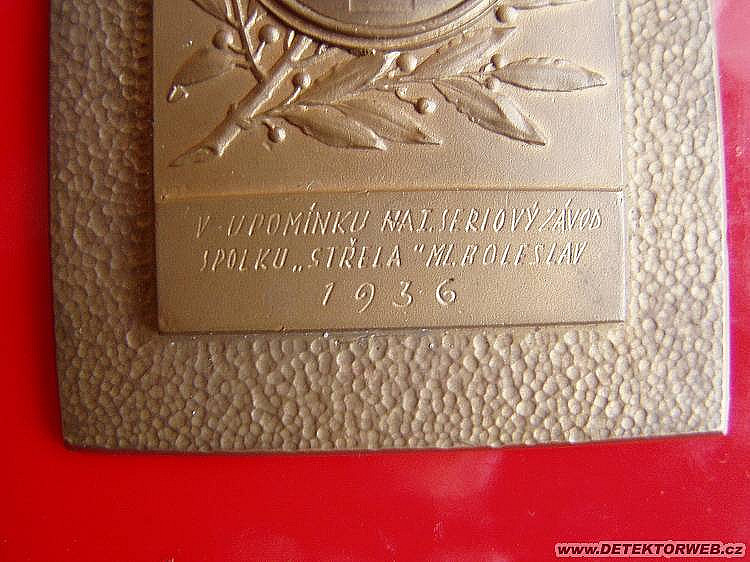 V UPOMÍNKU NA I. SERIOVÝ ZÁVOD
SPOLKU „STŘELA" ML. BOLESLAV
1936
www.DETEKTORWEB.cz